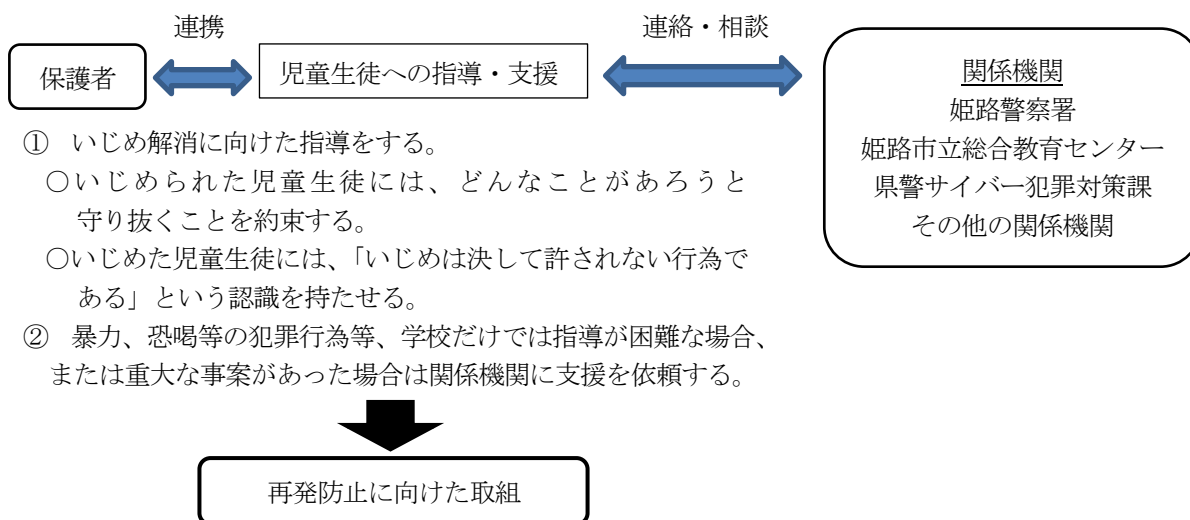 連携
連絡・相談
保護者
児童生徒への指導・支援
関係機関
姫路警察署
姫路市立総合教育センター
県警サイバー犯罪対策課
その他の関係機関
① いじめ解消に向けた指導をする。
○いじめられた児童生徒には、どんなことがあろうと
守り抜くことを約束する。
○いじめた児童生徒には、「いじめは決して許されない行為で
ある」という認識を持たせる。
② 暴力、恐喝等の犯罪行為等、学校だけでは指導が困難な場合、
または重大な事案があった場合は関係機関に支援を依頼する。
再発防止に向けた取組